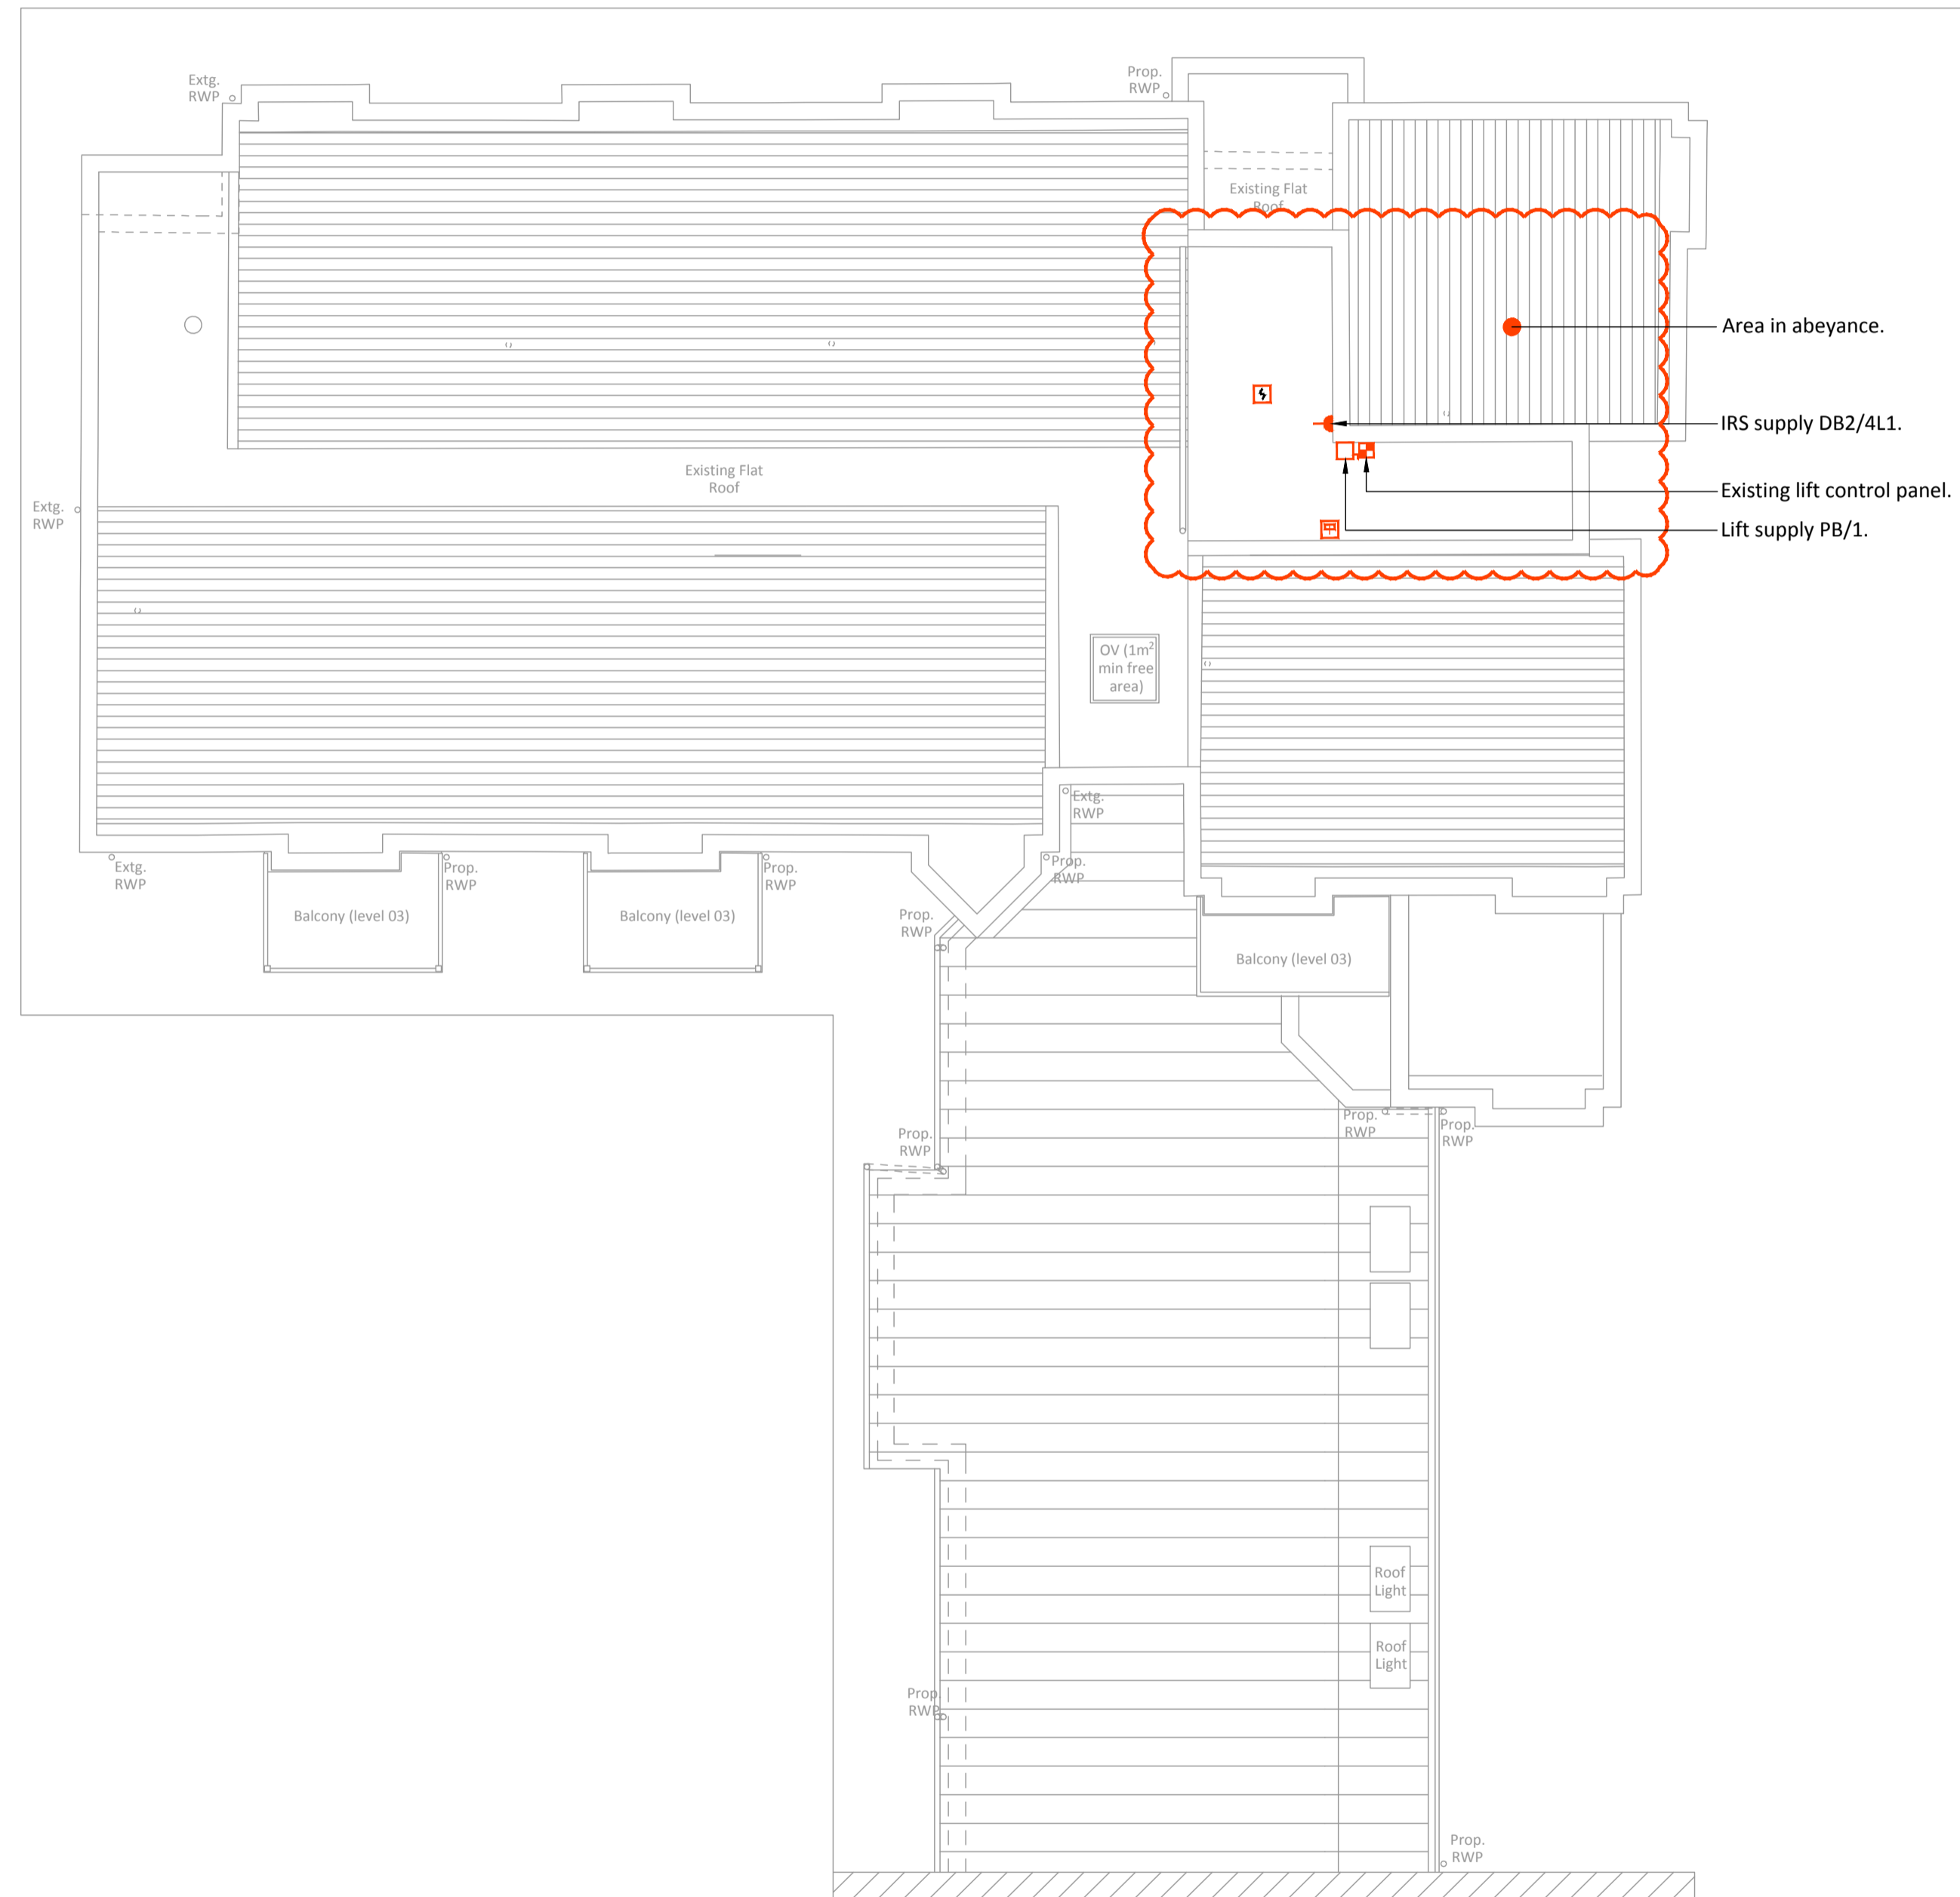 Extg.
RWP
Prop.
RWP
Existing Flat
Roof
Area in abeyance.
IRS supply DB2/4L1.
Existing Flat
Roof
Existing lift control panel.
Extg.
RWP
Lift supply PB/1.
OV (1m²
min free
area)
Extg.
RWP
Extg.
RWP
Prop.
RWP
Prop.
RWP
Prop.
RWP
Balcony (level 03)
Balcony (level 03)
Prop.
RWP
Balcony (level 03)
Prop.
RWP
Prop.
RWP
Prop.
RWP
Roof
Light
Roof
Light
Prop.
RWP
Prop.
RWP